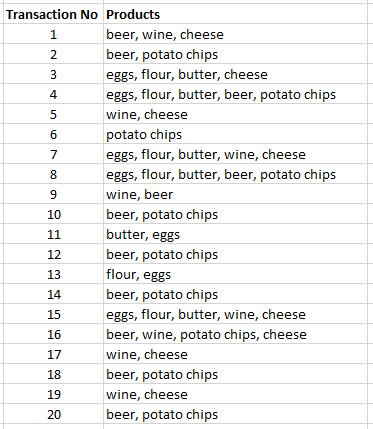 Transaction No Products
1 beer, wine, cheese
2 beer, potato chips
3 eggs, flour, butter, cheese
4 eggs, flour, butter, beer, potato chips
5 wine, cheese
6 potato chips
7 eggs, flour, butter, wine, cheese
8 eggs, flour, butter, beer, potato chips
9 wine, beer
10 beer, potato chips
11 butter, eggs
12 beer, potato chips
13 flour, eggs
14 beer, potato chips
15 eggs, flour, butter, wine, cheese
16 beer, wine, potato chips, cheese
17 wine, cheese
18 beer, potato chips
19 wine, cheese
20 beer, potato chips